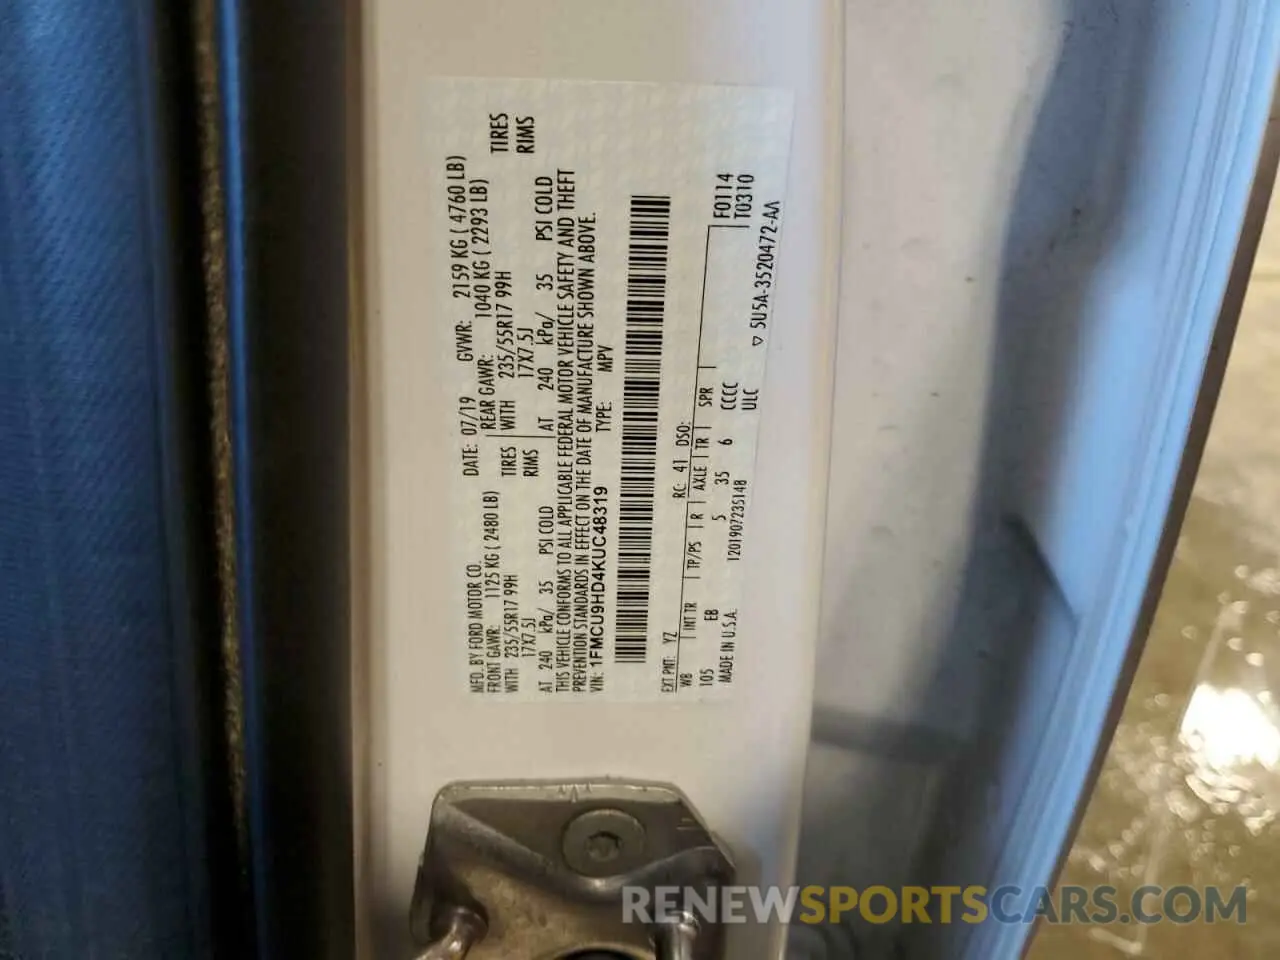 MFD. BY FORD MOTOR CO. DATE: 07/19 GVWR: 2159 KG ( 4760 LB)
FRONT GAWR: 1125 KG ( 2480 LB) REAR GAWR: 1040 KG ( 2293 LB)
WITH 235/55R17 99H TIRES WITH 235/55R17 99H TIRES
17X7.5J RIMS 17X7.5J RIMS
AT 240 kPa/ 35 PSI COLD AT 240 kPa/ 35 PSI COLD
THIS VEHICLE CONFORMS TO ALL APPLICABLE FEDERAL MOTOR VEHICLE SAFETY AND THEFT
PREVENTION STANDARDS IN EFFECT ON THE DATE OF MANUFACTURE SHOWN ABOVE.
VIN: 1FMCU9HD4KUC48319 TYPE: MPV
EXT PNT: YZ RC: 41 DSO:
WB INT TR TP/PS R AXLE TR SPR F0114
105 EB 5 35 6 CCCC T0310
MADE IN U.S.A. 1201907235148 ULC
▽ 5U5A-3520472-AA
RENEWSPORTSCARS.COM